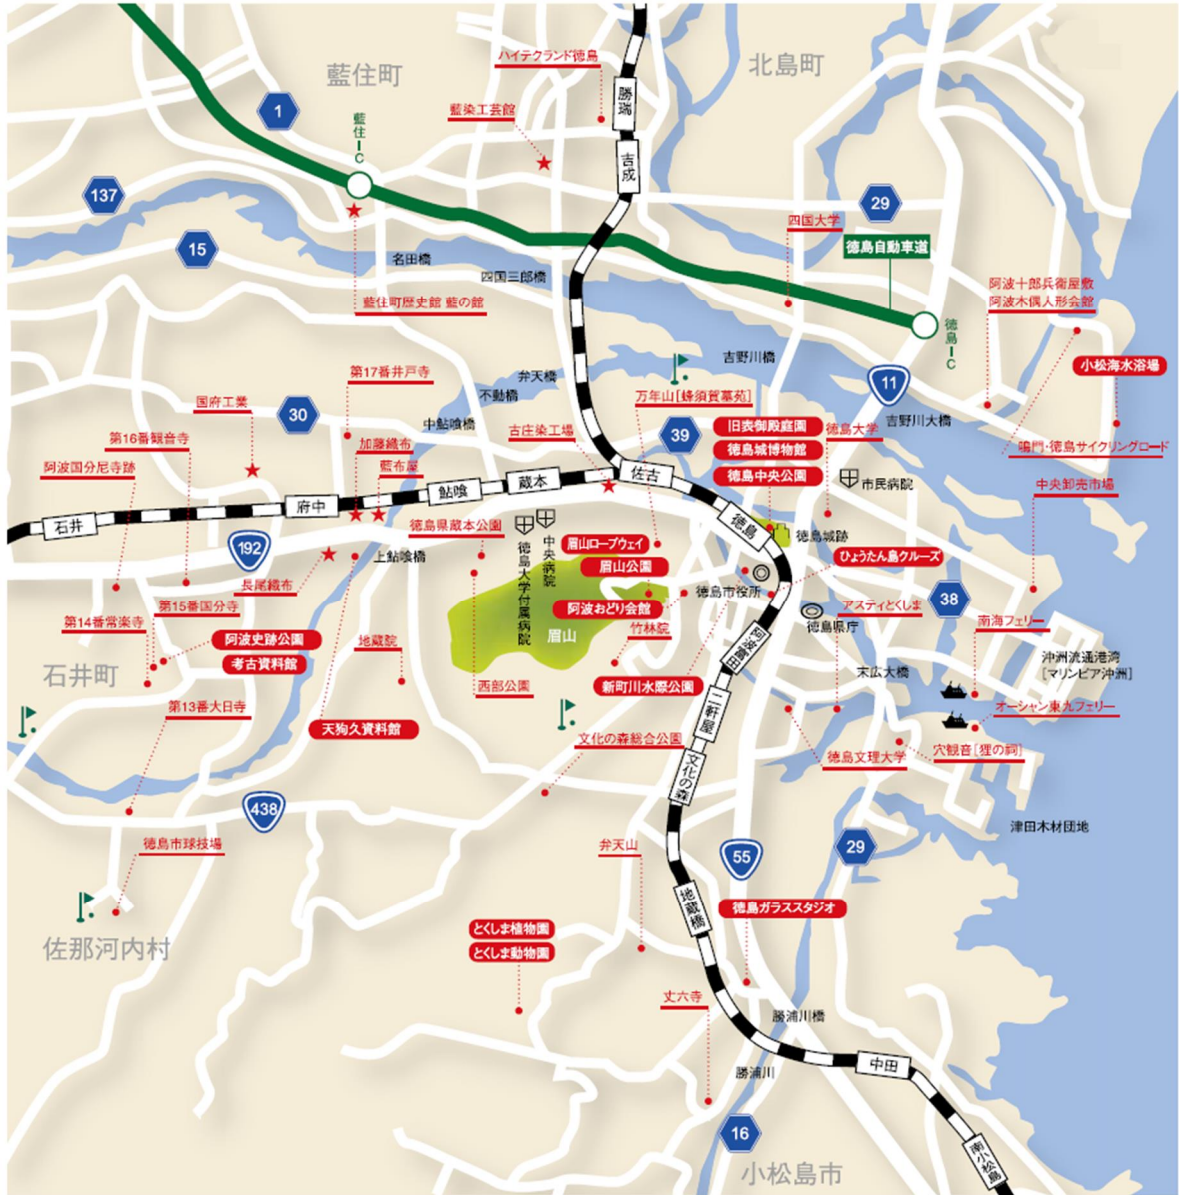 藍住町
北島町
ハイテクランド徳島
勝瑞
1
藍染工芸館
藍住IC
吉成
137
29
四国大学
徳島自動車道
15
名田橋
四国三郎橋
阿波十郎兵衛屋敷
阿波木偶人形会館
藍住町歴史館 藍の館
徳島IC
吉野川橋
小松海水浴場
11
第17番井戸寺
弁天橋
不動橋
万年山[蜂須賀墓苑]
国府工業
30
中鮎喰橋
古庄染工場
39
旧表御殿庭園
徳島大学
吉野川大橋
第16番観音寺
加藤織布
徳島城博物館
鳴門・徳島サイクリングロード
阿波国分尼寺跡
藍布屋
佐古
徳島中央公園
市民病院
中央卸売市場
蔵本
鮎喰
府中
石井
徳島
徳島県蔵本公園
徳島城跡
192
上鮎喰橋
中央病院
徳島大学付属病院
眉山ロープウェイ
眉山公園
ひょうたん島クルーズ
長尾織布
徳島市役所
第15番国分寺
阿波おどり会館
アスティとくしま
38
第14番常楽寺
竹林院
徳島県庁
南海フェリー
阿波史跡公園
地蔵院
眉山
阿波富田
考古資料館
沖洲流通港湾
[マリンピア沖洲]
石井町
西部公園
新町川水際公園
末広大橋
第13番大日寺
二軒屋
オーシャン東九フェリー
天狗久資料館
文化の森総合公園
文化の森
徳島文理大学
穴観音[狸の祠]
438
津田木材団地
徳島市球技場
弁天山
55
29
地蔵橋
徳島ガラススタジオ
とくしま植物園
佐那河内村
とくしま動物園
丈六寺
勝浦川橋
中田
勝浦川
16
南小松島
小松島市